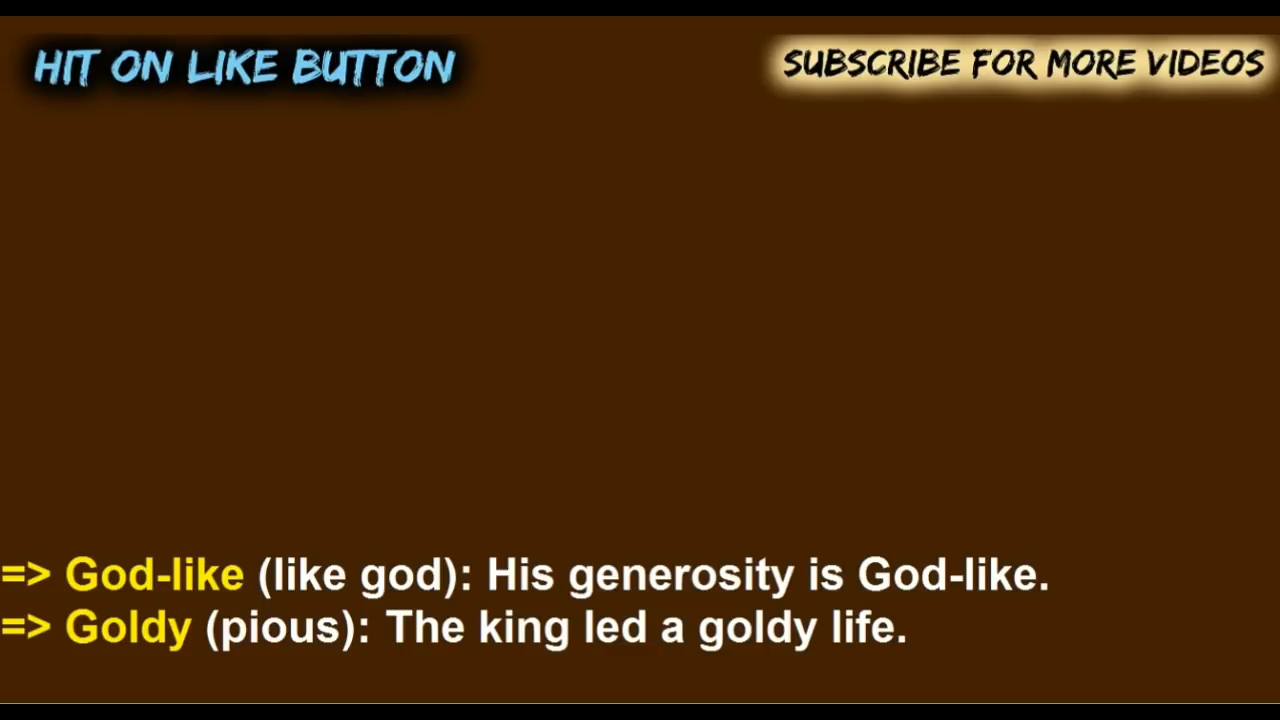 HIT ON LIKE BUTTON
SUBSCRIBE FOR MORE VIDEOS
=> God-like (like god): His generosity is God-like.
=> Goldy (pious): The king led a goldy life.